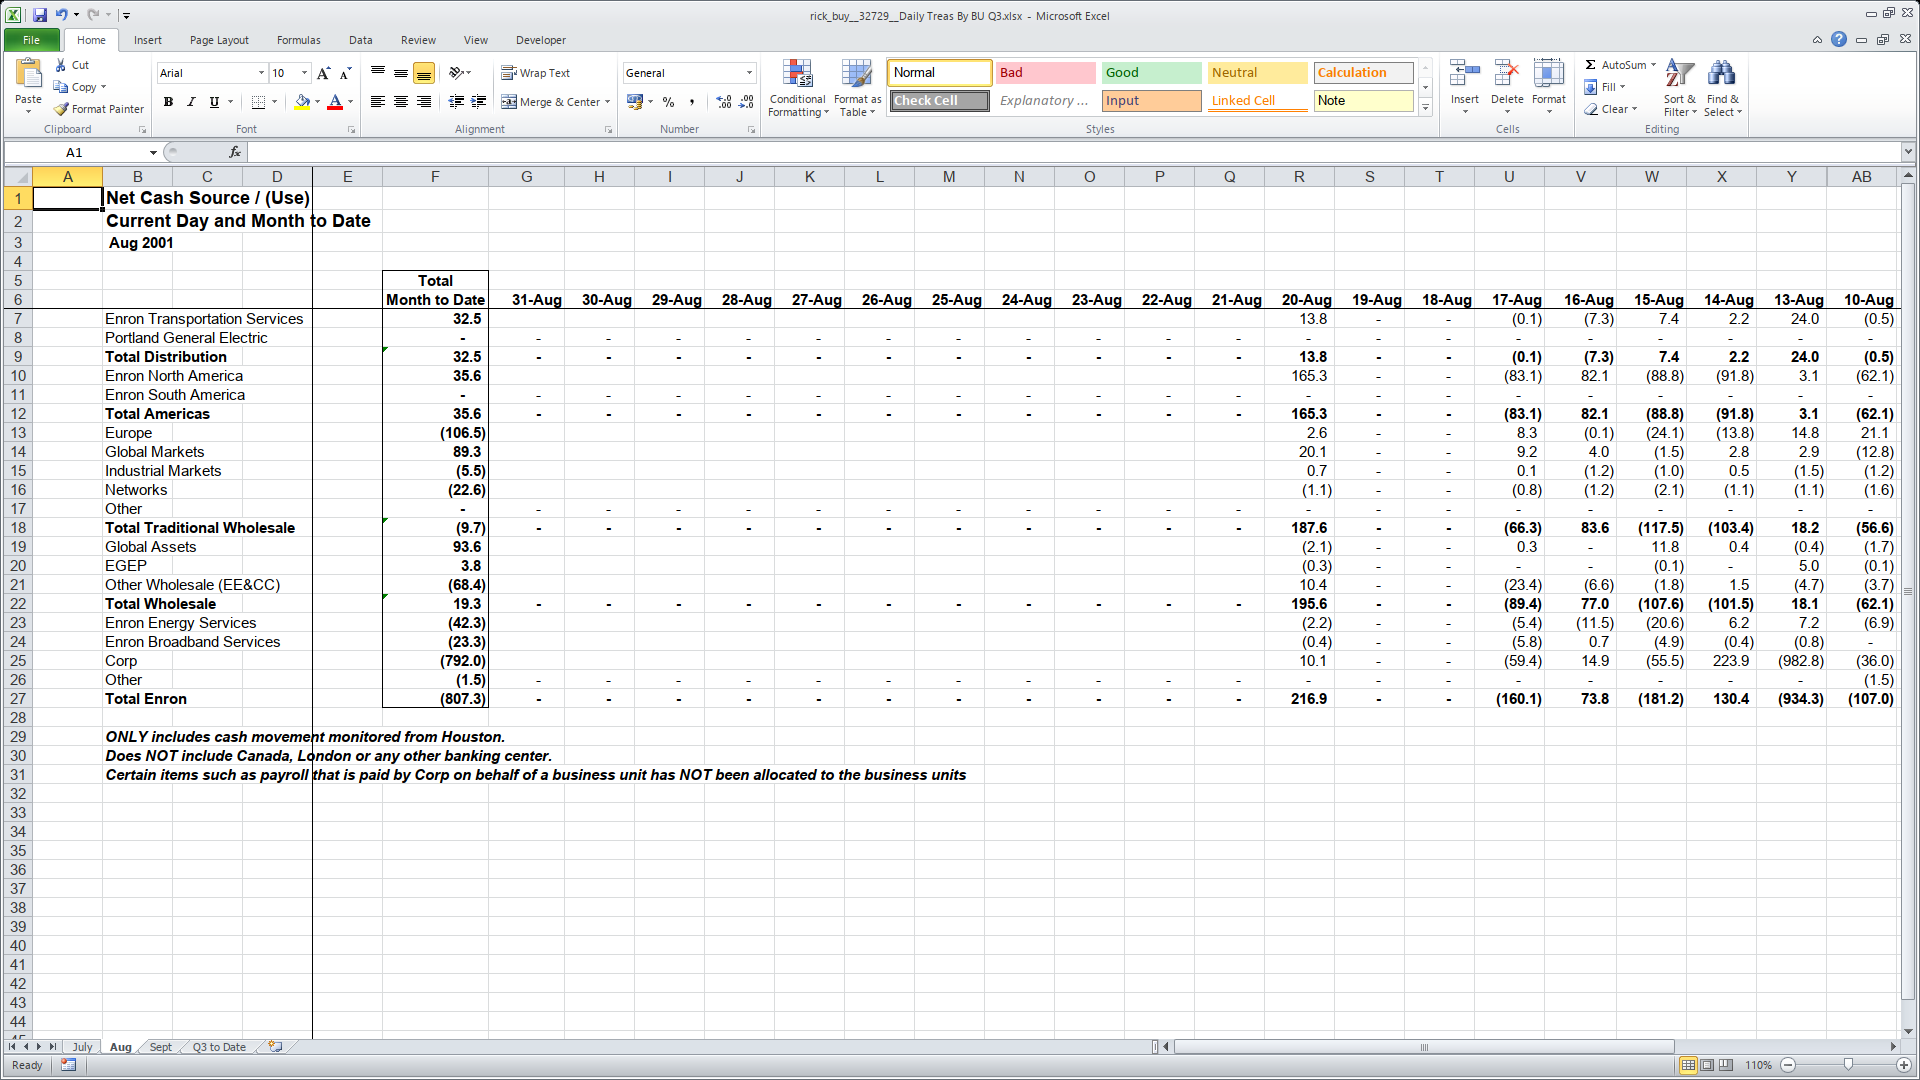 rick_buy__32729__Daily Treas By BU Q3.xlsx - Microsoft Excel
File Home Insert Page Layout Formulas Data Review View Developer
Paste Cut Copy Format Painter Clipboard
Arial 10 B I U A Font
Wrap Text Merge & Center Alignment
General % , Number
Conditional Formatting Format as Table
Normal Bad Good Neutral Calculation
Check Cell Explanatory ... Input Linked Cell Note
Styles
Insert Delete Format Cells
AutoSum Fill Clear Sort & Filter Find & Select Editing
A1 fx
A B C D E F G H I J K L M N O P Q R S T U V W X Y AB
1 Net Cash Source / (Use)
2 Current Day and Month to Date
3 Aug 2001
4
5 Total
6 Month to Date 31-Aug 30-Aug 29-Aug 28-Aug 27-Aug 26-Aug 25-Aug 24-Aug 23-Aug 22-Aug 21-Aug 20-Aug 19-Aug 18-Aug 17-Aug 16-Aug 15-Aug 14-Aug 13-Aug 10-Aug
7 Enron Transportation Services 32.5 13.8 - - (0.1) (7.3) 7.4 2.2 24.0 (0.5)
8 Portland General Electric - - - - - - - - - - - - - - - - - - - - -
9 Total Distribution 32.5 - - - - - - - - - - - 13.8 - - (0.1) (7.3) 7.4 2.2 24.0 (0.5)
10 Enron North America 35.6 165.3 - - (83.1) 82.1 (88.8) (91.8) 3.1 (62.1)
11 Enron South America - - - - - - - - - - - - - - - - - - - - -
12 Total Americas 35.6 - - - - - - - - - - - 165.3 - - (83.1) 82.1 (88.8) (91.8) 3.1 (62.1)
13 Europe (106.5) 2.6 - - 8.3 (0.1) (24.1) (13.8) 14.8 21.1
14 Global Markets 89.3 20.1 - - 9.2 4.0 (1.5) 2.8 2.9 (12.8)
15 Industrial Markets (5.5) 0.7 - - 0.1 (1.2) (1.0) 0.5 (1.5) (1.2)
16 Networks (22.6) (1.1) - - (0.8) (1.2) (2.1) (1.1) (1.1) (1.6)
17 Other - - - - - - - - - - - - - - - - - - - - -
18 Total Traditional Wholesale (9.7) - - - - - - - - - - - 187.6 - - (66.3) 83.6 (117.5) (103.4) 18.2 (56.6)
19 Global Assets 93.6 (2.1) - - 0.3 - 11.8 0.4 (0.4) (1.7)
20 EGEP 3.8 (0.3) - - - - (0.1) - 5.0 (0.1)
21 Other Wholesale (EE&CC) (68.4) 10.4 - - (23.4) (6.6) (1.8) 1.5 (4.7) (3.7)
22 Total Wholesale 19.3 - - - - - - - - - - - 195.6 - - (89.4) 77.0 (107.6) (101.5) 18.1 (62.1)
23 Enron Energy Services (42.3) (2.2) - - (5.4) (11.5) (20.6) 6.2 7.2 (6.9)
24 Enron Broadband Services (23.3) (0.4) - - (5.8) 0.7 (4.9) (0.4) (0.8) -
25 Corp (792.0) 10.1 - - (59.4) 14.9 (55.5) 223.9 (982.8) (36.0)
26 Other (1.5) - - - - - - - - - - - - - - - - - - - (1.5)
27 Total Enron (807.3) - - - - - - - - - - - 216.9 - - (160.1) 73.8 (181.2) 130.4 (934.3) (107.0)
28
29 ONLY includes cash movement monitored from Houston.
30 Does NOT include Canada, London or any other banking center.
31 Certain items such as payroll that is paid by Corp on behalf of a business unit has NOT been allocated to the business units
32
33
34
35
36
37
38
39
40
41
42
43
44
45
July Aug Sept Q3 to Date
Ready 110%